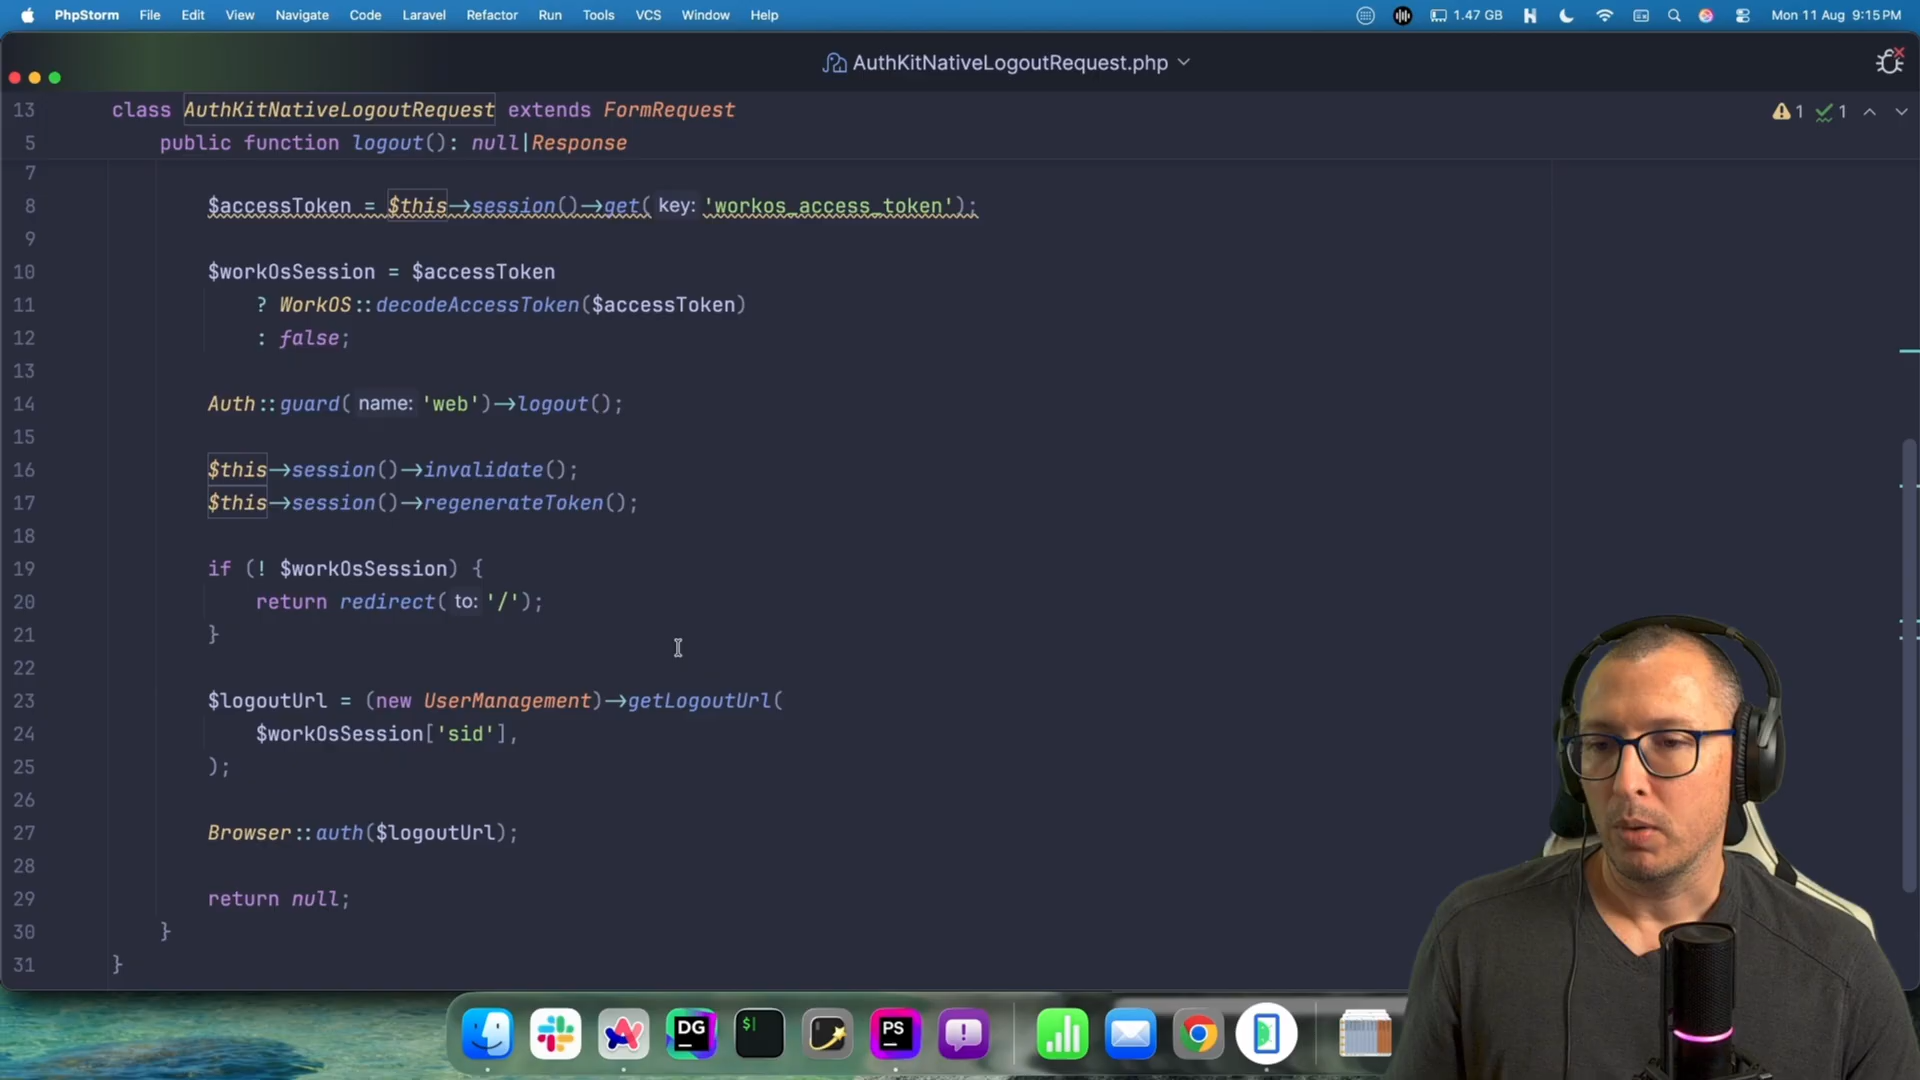 PhpStorm File Edit View Navigate Code Laravel Refactor Run Tools VCS Window Help 1.47 GB Mon 11 Aug 9:15 PM
AuthKitNativeLogoutRequest.php
13 class AuthKitNativeLogoutRequest extends FormRequest 1 1
5 public function logout(): null|Response
7
8 $accessToken = $this→session()→get( key: 'workos_access_token');
9
10 $workOsSession = $accessToken
11 ? WorkOS::decodeAccessToken($accessToken)
12 : false;
13
14 Auth::guard( name: 'web')→logout();
15
16 $this→session()→invalidate();
17 $this→session()→regenerateToken();
18
19 if (! $workOsSession) {
20 return redirect( to: '/');
21 }
22
23 $logoutUrl = (new UserManagement)→getLogoutUrl(
24 $workOsSession['sid'],
25 );
26
27 Browser::auth($logoutUrl);
28
29 return null;
30 }
31 }
DG $ PS